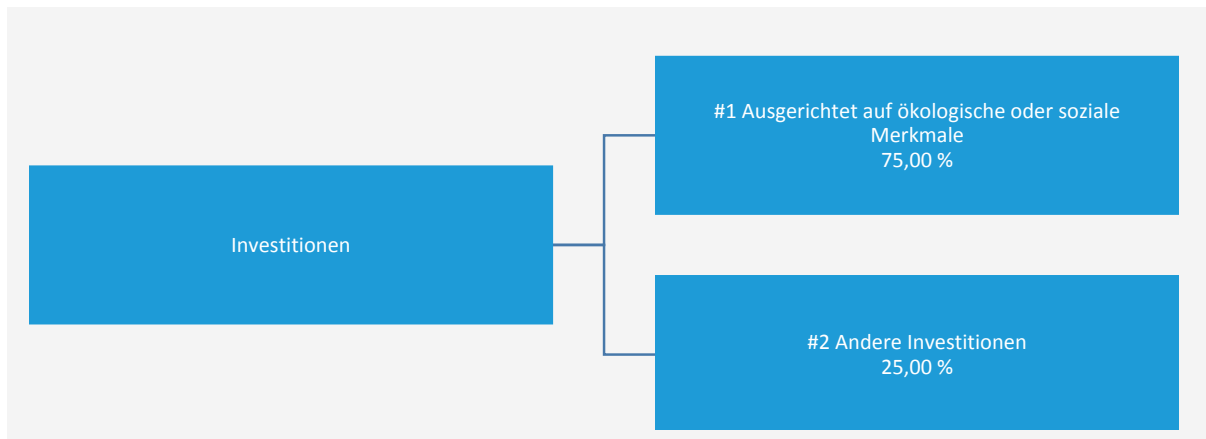 Investitionen
#1 Ausgerichtet auf ökologische oder soziale
Merkmale
75,00 %
#2 Andere Investitionen
25,00 %